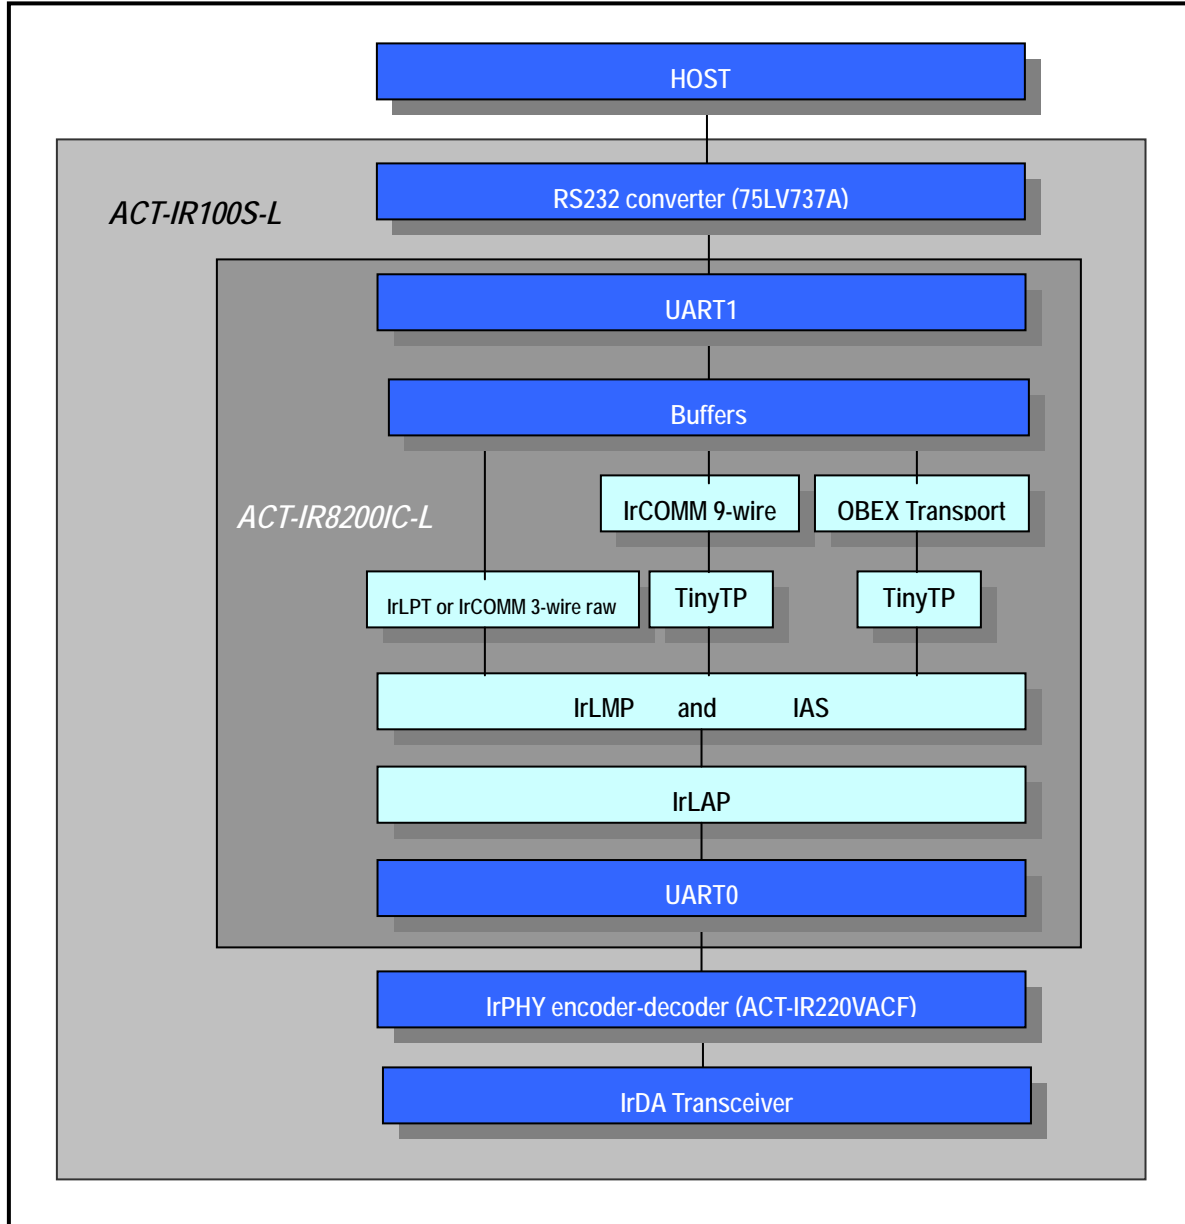 HOST
RS232 converter (75LV737A)
ACT-IR100S-L
UART1
Buffers
IrCOMM 9-wire
OBEX Transport
ACT-IR8200IC-L
IrLPT or IrCOMM 3-wire raw
TinyTP
TinyTP
IrLMP and IAS
IrLAP
UART0
IrPHY encoder-decoder (ACT-IR220VACF)
IrDA Transceiver